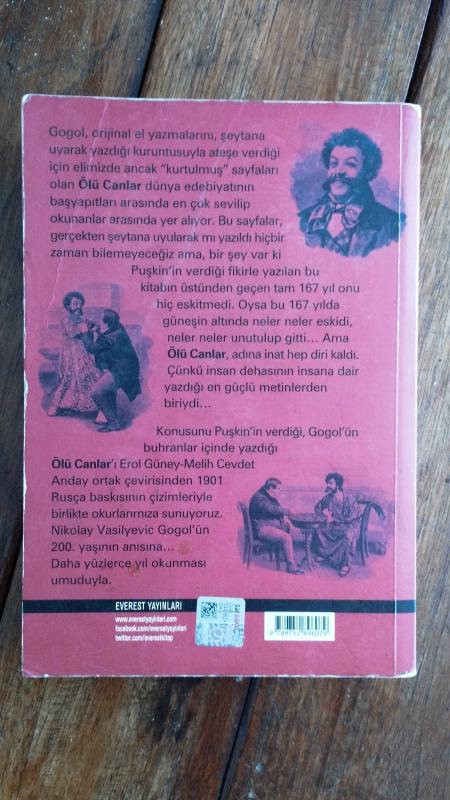 Gogol, orijinal el yazmalarını, şeytana
uyarak yazdığı kuruntusuyla ateşe verdiği
için elimizde ancak “kurtulmuş” sayfaları
olan Ölü Canlar dünya edebiyatının
başyapıtları arasında en çok sevilip
okunanlar arasında yer alıyor. Bu sayfalar,
gerçekten şeytana uyularak mı yazıldı hiçbir
zaman bilemeyeceğiz ama, bir şey var ki
Puşkin’in verdiği fikirle yazılan bu
kitabın üstünden geçen tam 167 yıl onu
hiç eskitmedi. Oysa bu 167 yılda
güneşin altında neler neler eskidi,
neler neler unutulup gitti... Ama
Ölü Canlar, adına inat hep diri kaldı.
Çünkü insan dehasının insana dair
yazdığı en güçlü metinlerden
biriydi...
Konusunu Puşkin’in verdiği, Gogol’ün
buhranlar içinde yazdığı
Ölü Canlar’ı Erol Güney-Melih Cevdet
Anday ortak çevirisinden 1901
Rusça baskısının çizimleriyle
birlikte okurlarımıza sunuyoruz.
Nikolay Vasilyevic Gogol’ün
200. yaşının anısına...
Daha yüzlerce yıl okunması
umuduyla.
EVEREST YAYINLARI
www.everestyayinlari.com
facebook.com/everestyayinlari
twitter.com/everestkitap
9 789752 896079